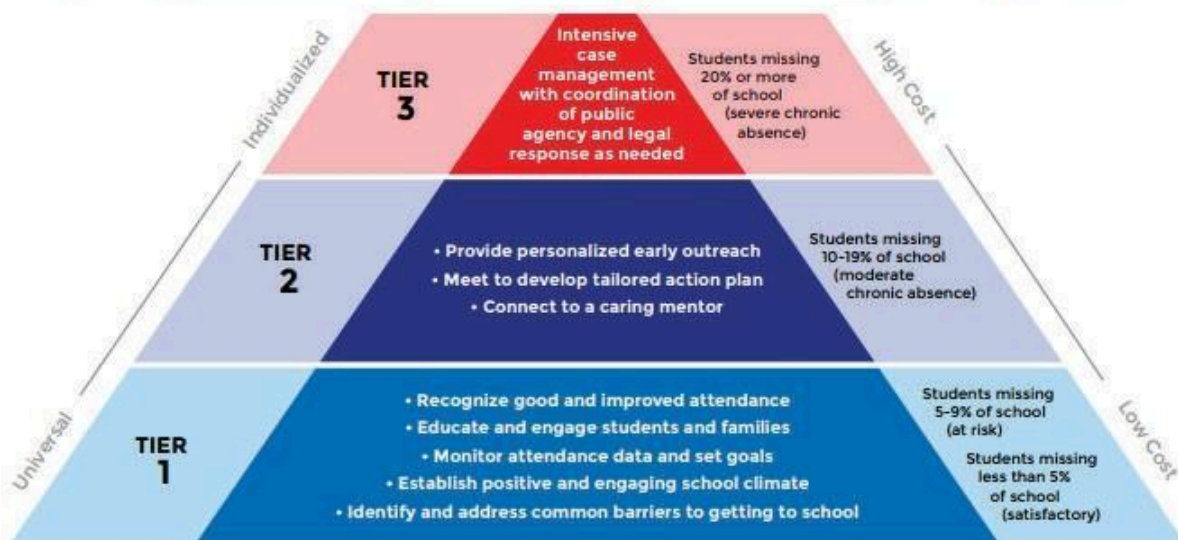 Individualized
Universal
TIER
3
Intensive
case
management
with coordination
of public
agency and legal
response as needed
Students missing
20% or more
of school
(severe chronic
absence)
High Cost
Low Cost
TIER
2
• Provide personalized early outreach
• Meet to develop tailored action plan
• Connect to a caring mentor
Students missing
10-19% of school
(moderate
chronic absence)
TIER
1
• Recognize good and improved attendance
• Educate and engage students and families
• Monitor attendance data and set goals
• Establish positive and engaging school climate
• Identify and address common barriers to getting to school
Students missing
5-9% of school
(at risk)
Students missing
less than 5%
of school
(satisfactory)